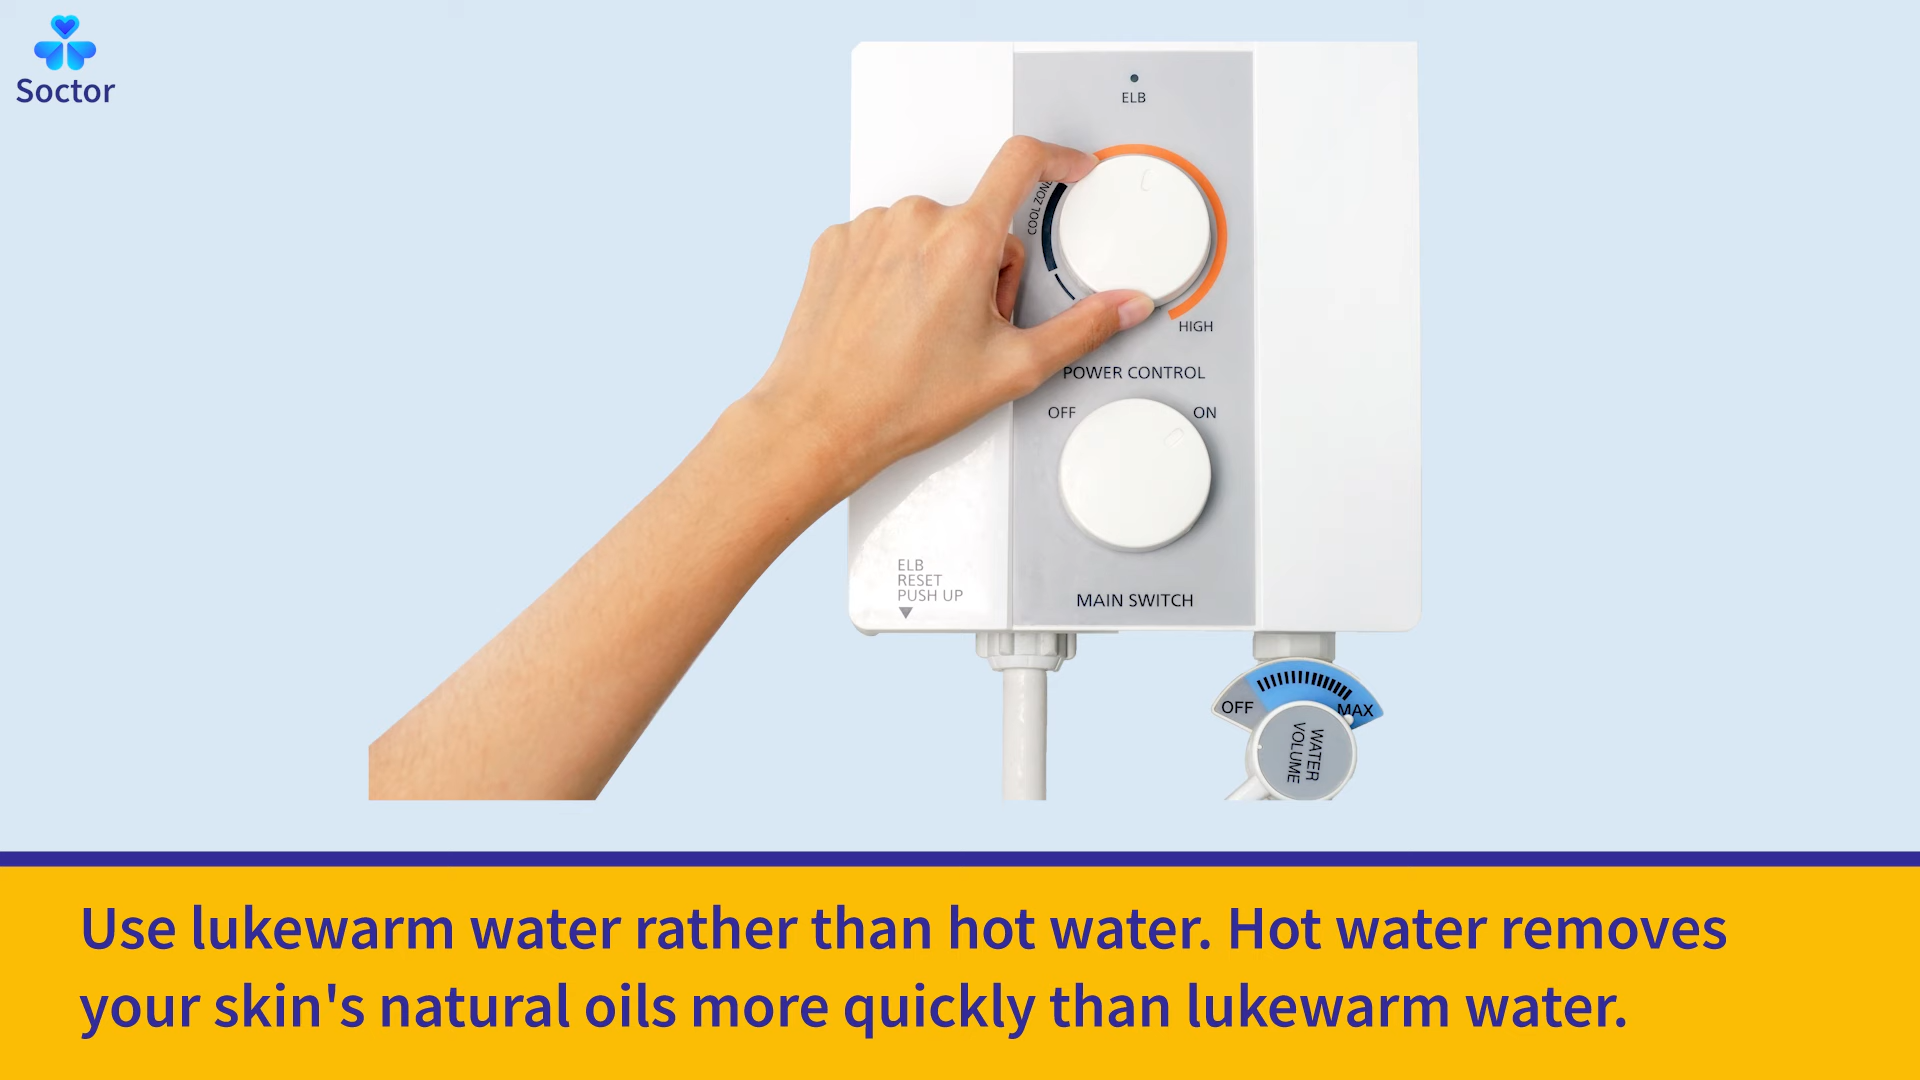 Soctor
ELB
COOL ZONE
HIGH
POWER CONTROL
OFF
ON
ELB
RESET
PUSH UP
MAIN SWITCH
OFF
MAX
WATER
VOLUME
Use lukewarm water rather than hot water. Hot water removes
your skin's natural oils more quickly than lukewarm water.